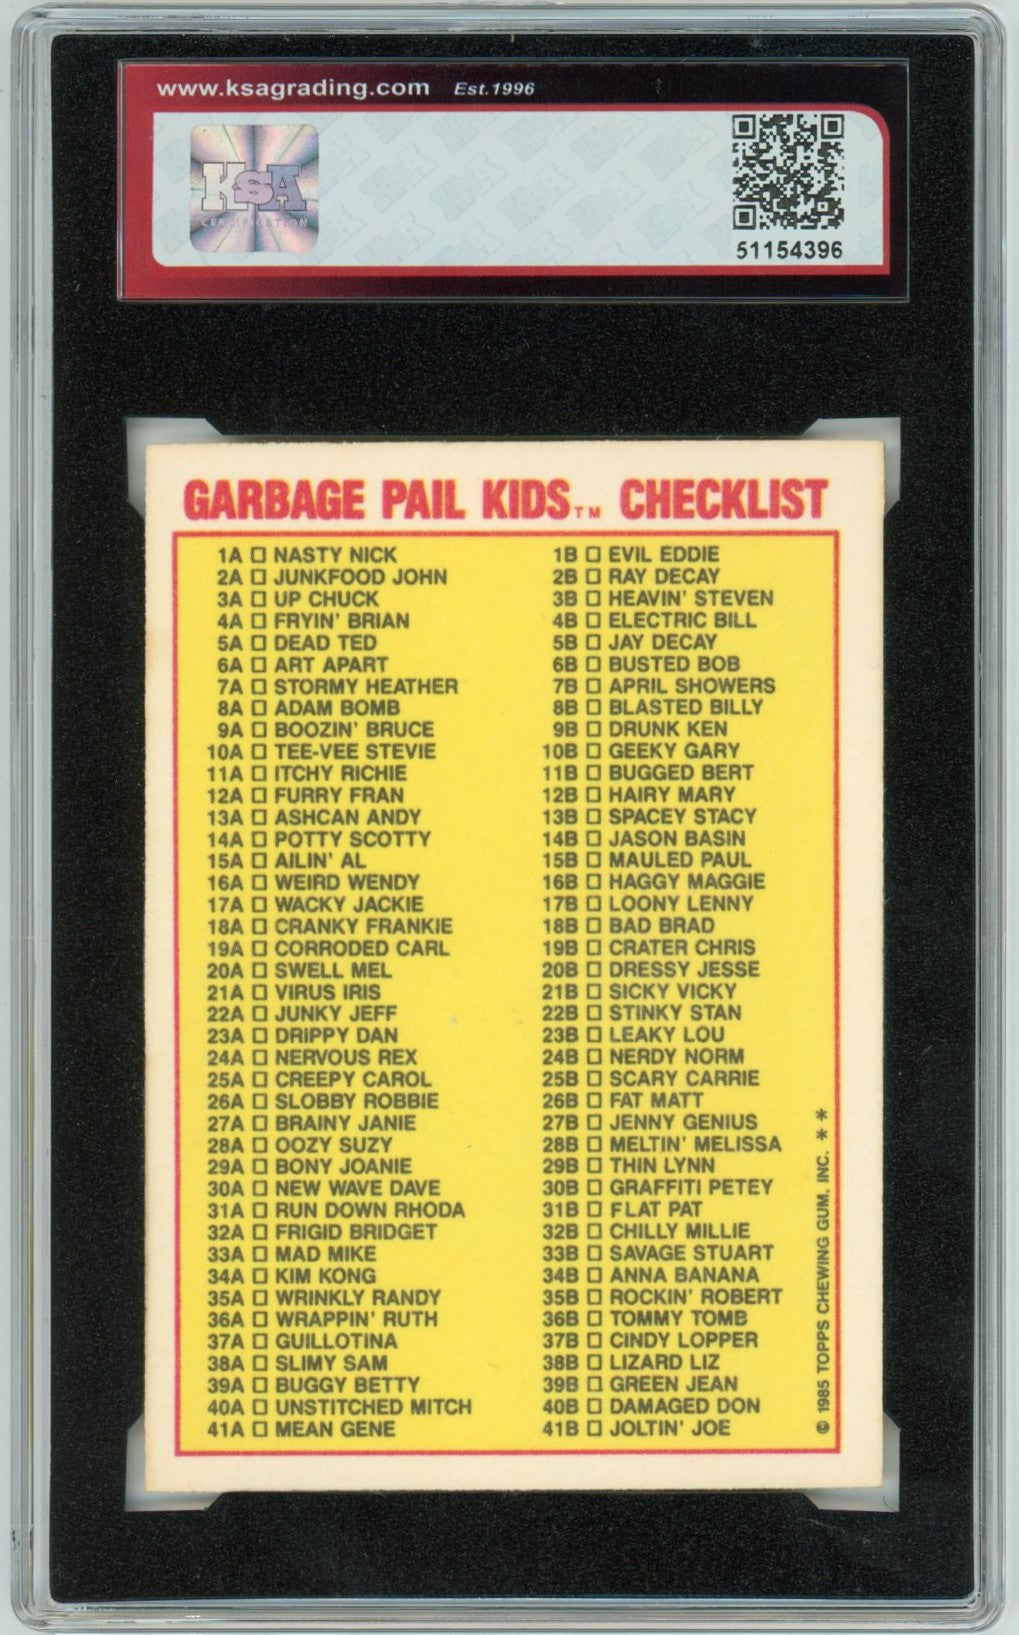 www.ksagrading.com Est.1996
KSA
CERTIFICATION
51154396
GARBAGE PAIL KIDS™ CHECKLIST
1A □ NASTY NICK 1B □ EVIL EDDIE
2A □ JUNKFOOD JOHN 2B □ RAY DECAY
3A □ UP CHUCK 3B □ HEAVIN' STEVEN
4A □ FRYIN' BRIAN 4B □ ELECTRIC BILL
5A □ DEAD TED 5B □ JAY DECAY
6A □ ART APART 6B □ BUSTED BOB
7A □ STORMY HEATHER 7B □ APRIL SHOWERS
8A □ ADAM BOMB 8B □ BLASTED BILLY
9A □ BOOZIN' BRUCE 9B □ DRUNK KEN
10A □ TEE-VEE STEVIE 10B □ GEEKY GARY
11A □ ITCHY RICHIE 11B □ BUGGED BERT
12A □ FURRY FRAN 12B □ HAIRY MARY
13A □ ASHCAN ANDY 13B □ SPACEY STACY
14A □ POTTY SCOTTY 14B □ JASON BASIN
15A □ AILIN' AL 15B □ MAULED PAUL
16A □ WEIRD WENDY 16B □ HAGGY MAGGIE
17A □ WACKY JACKIE 17B □ LOONY LENNY
18A □ CRANKY FRANKIE 18B □ BAD BRAD
19A □ CORRODED CARL 19B □ CRATER CHRIS
20A □ SWELL MEL 20B □ DRESSY JESSE
21A □ VIRUS IRIS 21B □ SICKY VICKY
22A □ JUNKY JEFF 22B □ STINKY STAN
23A □ DRIPPY DAN 23B □ LEAKY LOU
24A □ NERVOUS REX 24B □ NERDY NORM
25A □ CREEPY CAROL 25B □ SCARY CARRIE
26A □ SLOBBY ROBBIE 26B □ FAT MATT
27A □ BRAINY JANIE 27B □ JENNY GENIUS
28A □ OOZY SUZY 28B □ MELTIN' MELISSA
29A □ BONY JOANIE 29B □ THIN LYNN
30A □ NEW WAVE DAVE 30B □ GRAFFITI PETEY
31A □ RUN DOWN RHODA 31B □ FLAT PAT
32A □ FRIGID BRIDGET 32B □ CHILLY MILLIE
33A □ MAD MIKE 33B □ SAVAGE STUART
34A □ KIM KONG 34B □ ANNA BANANA
35A □ WRINKLY RANDY 35B □ ROCKIN' ROBERT
36A □ WRAPPIN' RUTH 36B □ TOMMY TOMB
37A □ GUILLOTINA 37B □ CINDY LOPPER
38A □ SLIMY SAM 38B □ LIZARD LIZ
39A □ BUGGY BETTY 39B □ GREEN JEAN
40A □ UNSTITCHED MITCH 40B □ DAMAGED DON
41A □ MEAN GENE 41B □ JOLTIN' JOE
© 1985 TOPPS CHEWING GUM, INC. * *